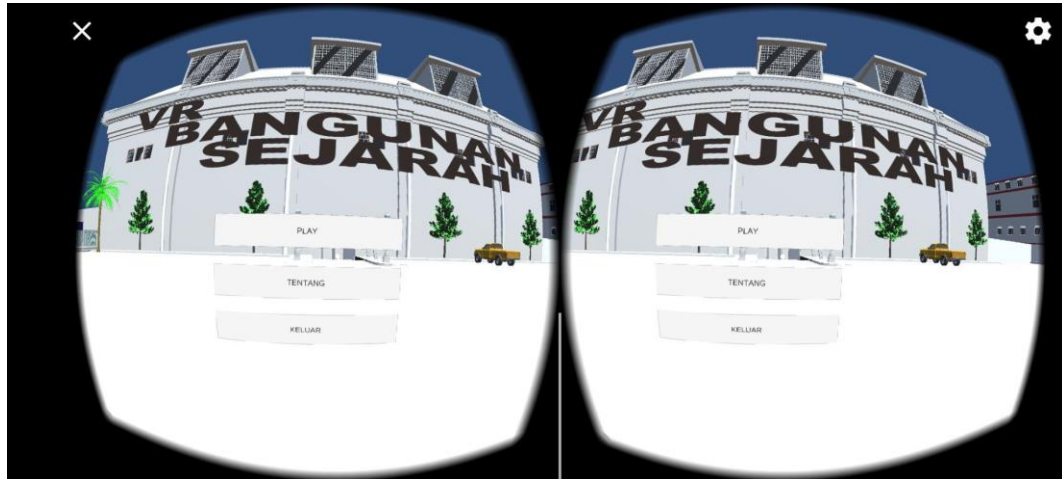 VR
BANGUNAN
SEJARAH
PLAY
TENTANG
KELUAR
VR
BANGUNAN
SEJARAH
PLAY
TENTANG
KELUAR